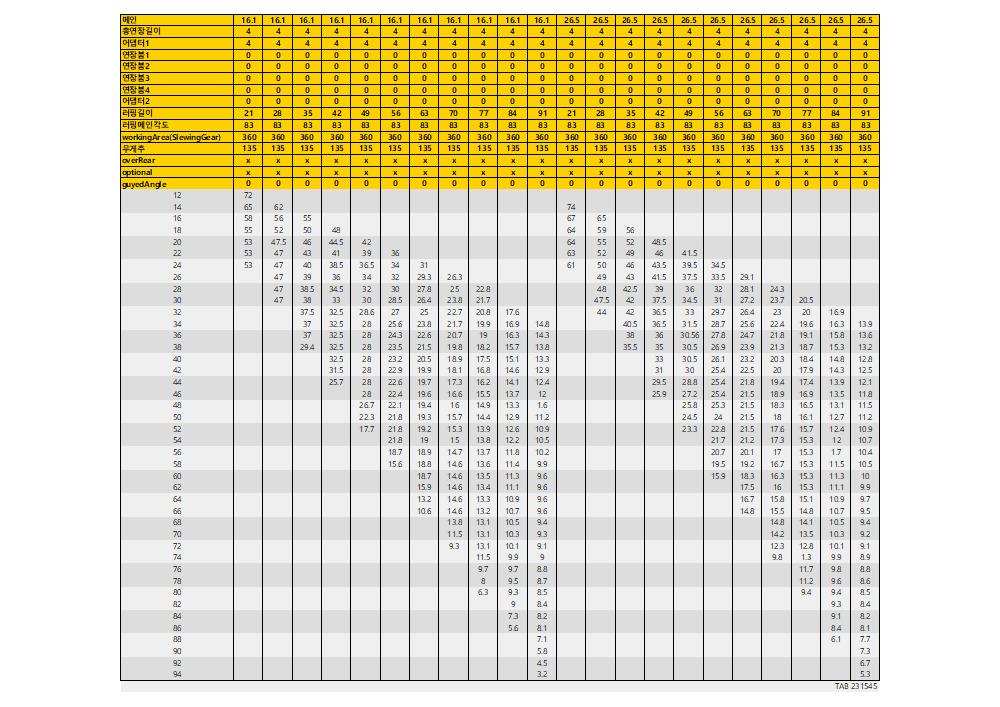 메인 16.1 16.1 16.1 16.1 16.1 16.1 16.1 16.1 16.1 16.1 16.1 26.5 26.5 26.5 26.5 26.5 26.5 26.5 26.5 26.5 26.5 26.5
총연장길이 4 4 4 4 4 4 4 4 4 4 4 4 4 4 4 4 4 4 4 4 4 4
어댑터1 4 4 4 4 4 4 4 4 4 4 4 4 4 4 4 4 4 4 4 4 4 4
연장붐1 0 0 0 0 0 0 0 0 0 0 0 0 0 0 0 0 0 0 0 0 0 0
연장붐2 0 0 0 0 0 0 0 0 0 0 0 0 0 0 0 0 0 0 0 0 0 0
연장붐3 0 0 0 0 0 0 0 0 0 0 0 0 0 0 0 0 0 0 0 0 0 0
연장붐4 0 0 0 0 0 0 0 0 0 0 0 0 0 0 0 0 0 0 0 0 0 0
어댑터2 0 0 0 0 0 0 0 0 0 0 0 0 0 0 0 0 0 0 0 0 0 0
러핑길이 21 28 35 42 49 56 63 70 77 84 91 21 28 35 42 49 56 63 70 77 84 91
러핑메인각도 83 83 83 83 83 83 83 83 83 83 83 83 83 83 83 83 83 83 83 83 83 83
workingArea(SlewingGear) 360 360 360 360 360 360 360 360 360 360 360 360 360 360 360 360 360 360 360 360 360 360
무게추 135 135 135 135 135 135 135 135 135 135 135 135 135 135 135 135 135 135 135 135 135 135
overRear x x x x x x x x x x x x x x x x x x x x x x
optional x x x x x x x x x x x x x x x x x x x x x x
guyedAngle 0 0 0 0 0 0 0 0 0 0 0 0 0 0 0 0 0 0 0 0 0 0
12 72
14 65 62 74
16 58 56 55 67 65
18 55 52 50 48 64 59 56
20 53 47.5 46 44.5 42 64 55 52 48.5
22 53 47 43 41 39 36 63 52 49 46 41.5
24 53 47 40 38.5 36.5 34 31 61 50 46 43.5 39.5 34.5
26 47 39 36 34 32 29.3 26.3 49 43 41.5 37.5 33.5 29.1
28 47 38.5 34.5 32 30 27.8 25 22.8 48 42.5 39 36 32 28.1 24.3
30 47 38 33 30 28.5 26.4 23.8 21.7 47.5 42 37.5 34.5 31 27.2 23.7 20.5
32 37.5 32.5 28.6 27 25 22.7 20.8 17.6 44 42 36.5 33 29.7 26.4 23 20 16.9
34 37 32.5 28 25.6 23.8 21.7 19.9 16.9 14.8 40.5 36.5 31.5 28.7 25.6 22.4 19.6 16.3 13.9
36 37 32.5 28 24.3 22.6 20.7 19 16.3 14.3 38 36 30.56 27.8 24.7 21.8 19.1 15.8 13.6
38 29.4 32.5 28 23.5 21.5 19.8 18.2 15.7 13.8 35.5 35 30.5 26.9 23.9 21.3 18.7 15.3 13.2
40 32.5 28 23.2 20.5 18.9 17.5 15.1 13.3 33 30.5 26.1 23.2 20.3 18.4 14.8 12.8
42 31.5 28 22.9 19.9 18.1 16.8 14.6 12.9 31 30 25.4 22.5 20 17.9 14.3 12.5
44 25.7 28 22.6 19.7 17.3 16.2 14.1 12.4 29.5 28.8 25.4 21.8 19.4 17.4 13.9 12.1
46 28 22.4 19.6 16.6 15.5 13.7 12 25.9 27.2 25.4 21.5 18.9 16.9 13.5 11.8
48 26.7 22.1 19.4 16 14.9 13.3 1.6 25.8 25.3 21.5 18.3 16.5 13.1 11.5
50 22.3 21.8 19.3 15.7 14.4 12.9 11.2 24.5 24 21.5 18 16.1 12.7 11.2
52 17.7 21.8 19.2 15.3 13.9 12.6 10.9 23.3 22.8 21.5 17.6 15.7 12.4 10.9
54 21.8 19 15 13.8 12.2 10.5 21.7 21.2 17.3 15.3 12 10.7
56 18.7 18.9 14.7 13.7 11.8 10.2 20.7 20.1 17 15.3 1.7 10.4
58 15.6 18.8 14.6 13.6 11.4 9.9 19.5 19.2 16.7 15.3 11.5 10.5
60 18.7 14.6 13.5 11.3 9.6 15.9 18.3 16.3 15.3 11.3 10
62 15.9 14.6 13.4 11.1 9.6 17.5 16 15.3 11.1 9.9
64 13.2 14.6 13.3 10.9 9.6 16.7 15.8 15.1 10.9 9.7
66 10.6 14.6 13.2 10.7 9.6 14.8 15.5 14.8 10.7 9.5
68 13.8 13.1 10.5 9.4 14.8 14.1 10.5 9.4
70 11.5 13.1 10.3 9.3 14.2 13.5 10.3 9.2
72 9.3 13.1 10.1 9.1 12.3 12.8 10.1 9.1
74 11.5 9.9 9 9.8 1.3 9.9 8.9
76 9.7 9.7 8.8 11.7 9.8 8.8
78 8 9.5 8.7 11.2 9.6 8.6
80 6.3 9.3 8.5 9.4 9.4 8.5
82 9 8.4 9.3 8.4
84 7.3 8.2 9.1 8.2
86 5.6 8.1 8.4 8.1
88 7.1 6.1 7.7
90 5.8 7.3
92 4.5 6.7
94 3.2 5.3
TAB 231545